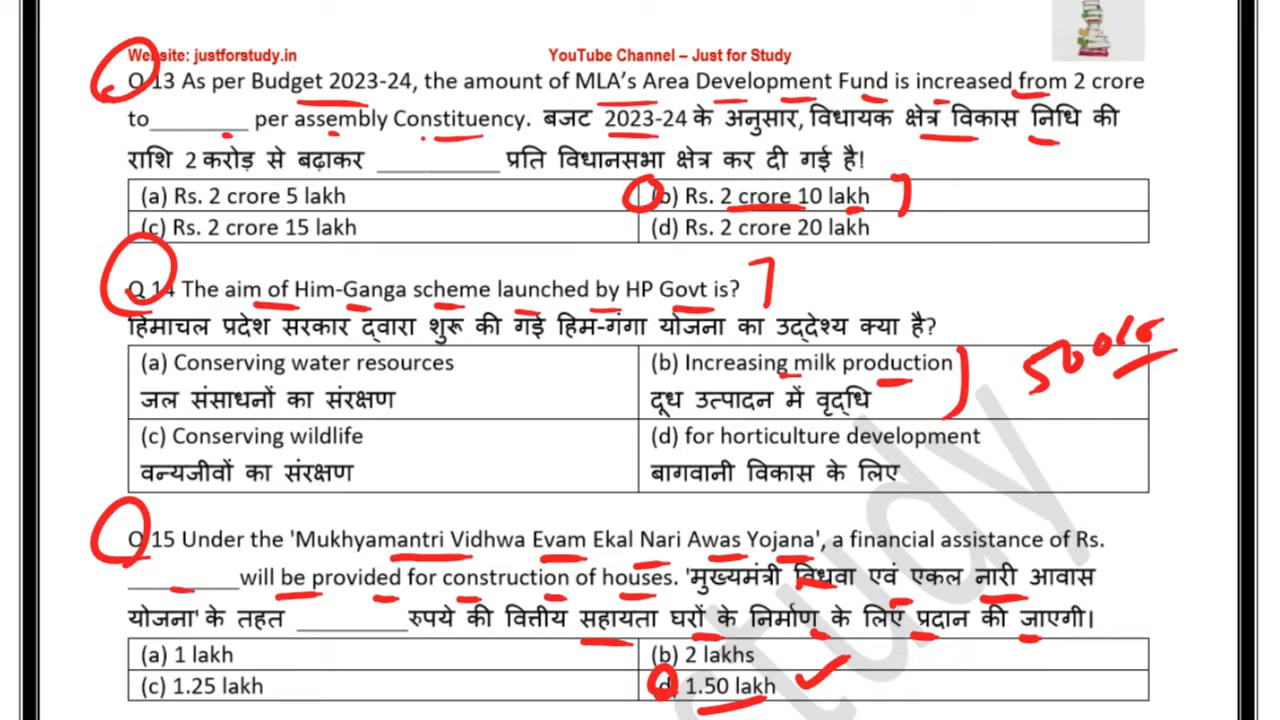 Website: justforstudy.in YouTube Channel – Just for Study
Q 13 As per Budget 2023-24, the amount of MLA's Area Development Fund is increased from 2 crore
to________ per assembly Constituency. बजट 2023-24 के अनुसार, विधायक क्षेत्र विकास निधि की
राशि 2 करोड़ से बढ़ाकर __________ प्रति विधानसभा क्षेत्र कर दी गई है!
(a) Rs. 2 crore 5 lakh (b) Rs. 2 crore 10 lakh
(c) Rs. 2 crore 15 lakh (d) Rs. 2 crore 20 lakh
Q 14 The aim of Him-Ganga scheme launched by HP Govt is?
हिमाचल प्रदेश सरकार द्वारा शुरू की गई हिम-गंगा योजना का उद्देश्य क्या है?
(a) Conserving water resources (b) Increasing milk production
जल संसाधनों का संरक्षण दूध उत्पादन में वृद्धि
500 cr
(c) Conserving wildlife (d) for horticulture development
वन्यजीवों का संरक्षण बागवानी विकास के लिए
Q 15 Under the 'Mukhyamantri Vidhwa Evam Ekal Nari Awas Yojana', a financial assistance of Rs.
_________will be provided for construction of houses. 'मुख्यमंत्री विधवा एवं एकल नारी आवास
योजना' के तहत _________रुपये की वित्तीय सहायता घरों के निर्माण के लिए प्रदान की जाएगी।
(a) 1 lakh (b) 2 lakhs
(c) 1.25 lakh (d) 1.50 lakh
study